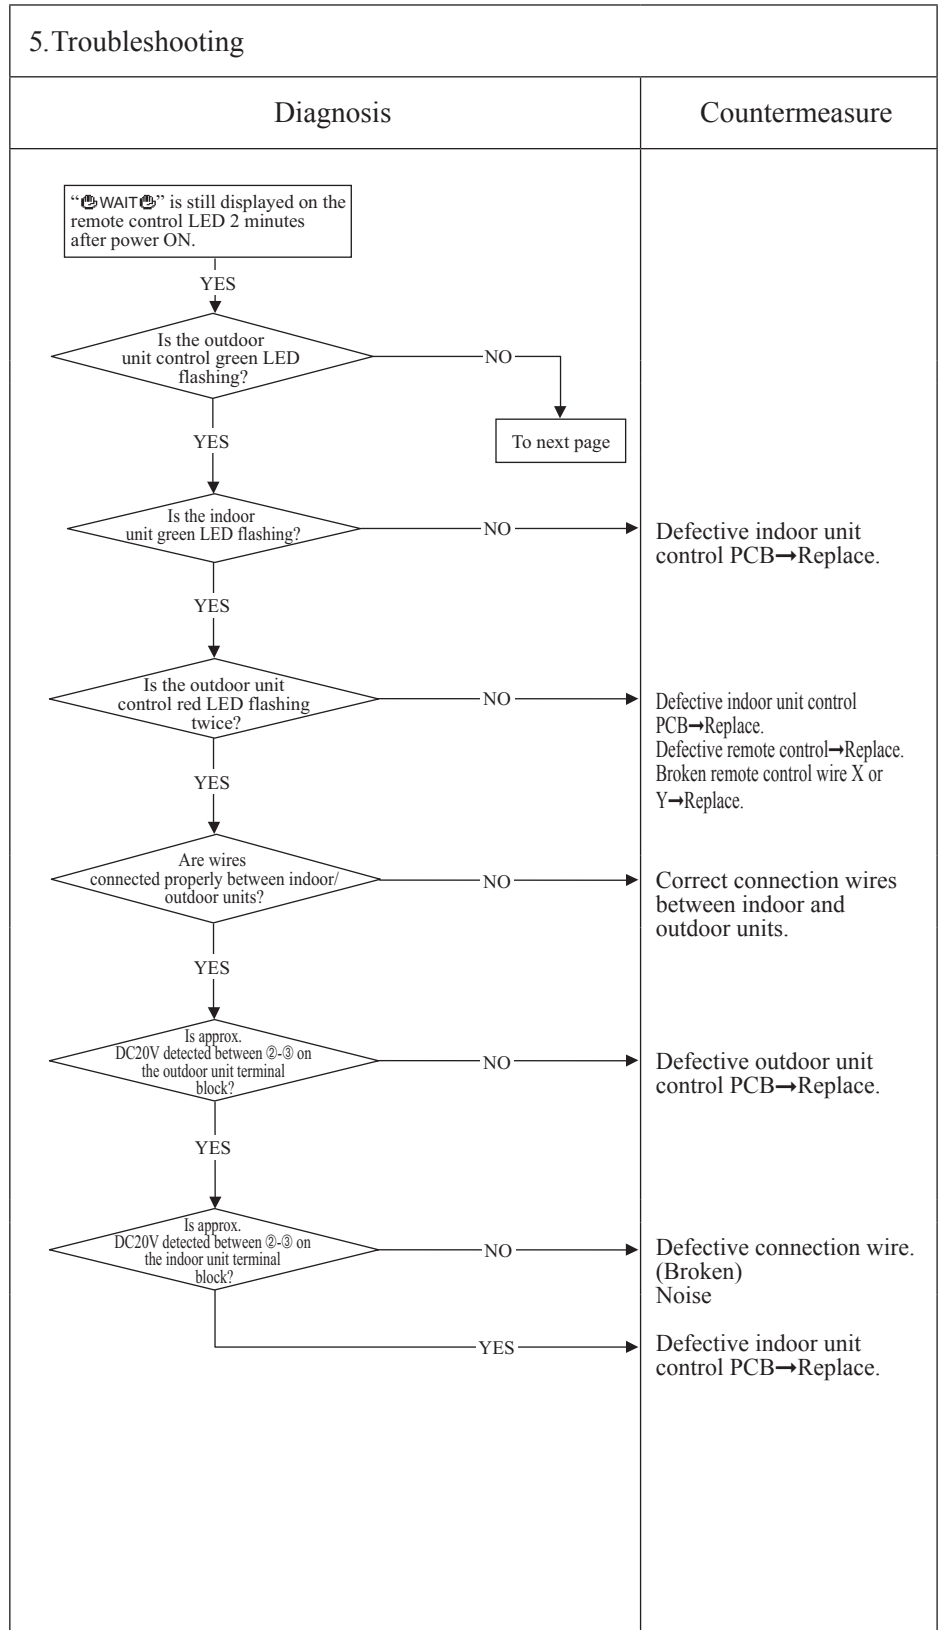 5.Troubleshooting
Diagnosis
Countermeasure
“WAIT” is still displayed on the
remote control LED 2 minutes
after power ON.
YES
Is the outdoor
unit control green LED
flashing?
NO
YES
To next page
Is the indoor
unit green LED flashing?
NO
Defective indoor unit
control PCB→Replace.
YES
Is the outdoor unit
control red LED flashing
twice?
NO
Defective indoor unit control
PCB→Replace.
Defective remote control→Replace.
Broken remote control wire X or
Y→Replace.
YES
Are wires
connected properly between indoor/
outdoor units?
NO
Correct connection wires
between indoor and
outdoor units.
YES
Is approx.
DC20V detected between ②-③ on
the outdoor unit terminal
block?
NO
Defective outdoor unit
control PCB→Replace.
YES
Is approx.
DC20V detected between ②-③ on
the indoor unit terminal
block?
NO
Defective connection wire.
(Broken)
Noise
YES
Defective indoor unit
control PCB→Replace.